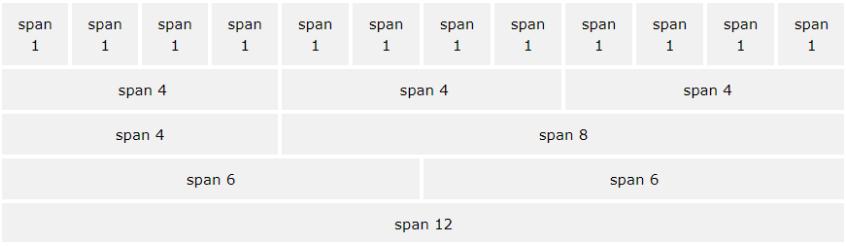 span span span span span span span span span span span span
1 1 1 1 1 1 1 1 1 1 1 1
span 4 span 4 span 4
span 4 span 8
span 6 span 6
span 12